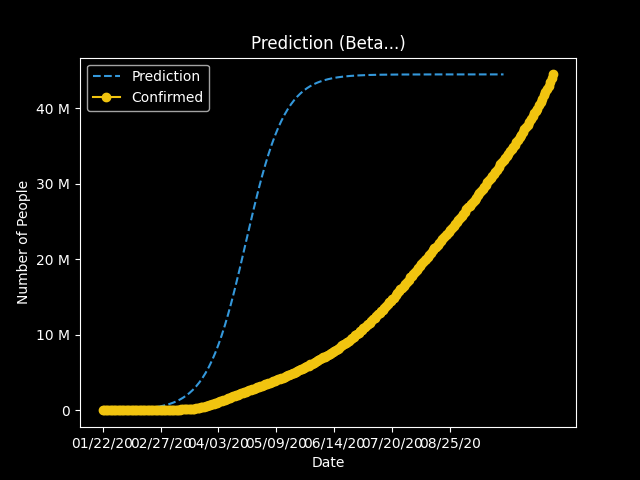 Prediction (Beta...)
Prediction
Confirmed
40 M
30 M
20 M
10 M
0
Number of People
01/22/20 02/27/20 04/03/20 05/09/20 06/14/20 07/20/20 08/25/20
Date